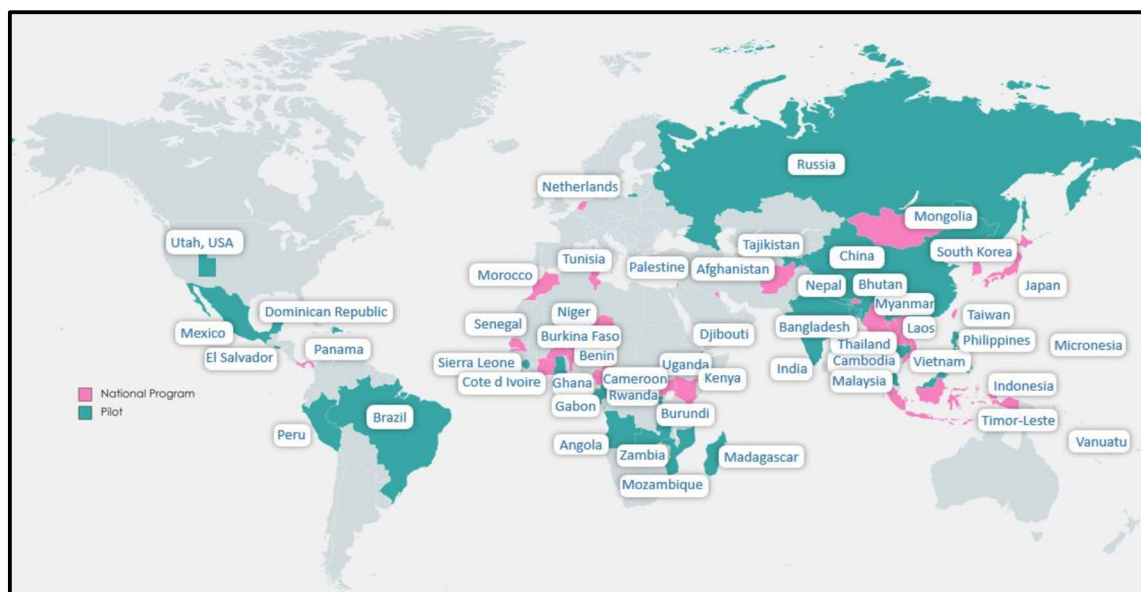 Russia
Netherlands
Mongolia
Utah, USA
Tajikistan
China
South Korea
Tunisia
Palestine
Afghanistan
Morocco
Nepal
Bhutan
Japan
Dominican Republic
Niger
Myanmar
Taiwan
Senegal
Djibouti
Bangladesh
Laos
Mexico
Burkina Faso
Thailand
Philippines
Micronesia
El Salvador
Panama
Sierra Leone
Benin
Uganda
India
Cambodia
Vietnam
Cote d Ivoire
Ghana
Cameroon
Kenya
Malaysia
Indonesia
National Program
Pilot
Rwanda
Gabon
Burundi
Timor-Leste
Brazil
Peru
Angola
Zambia
Madagascar
Vanuatu
Mozambique